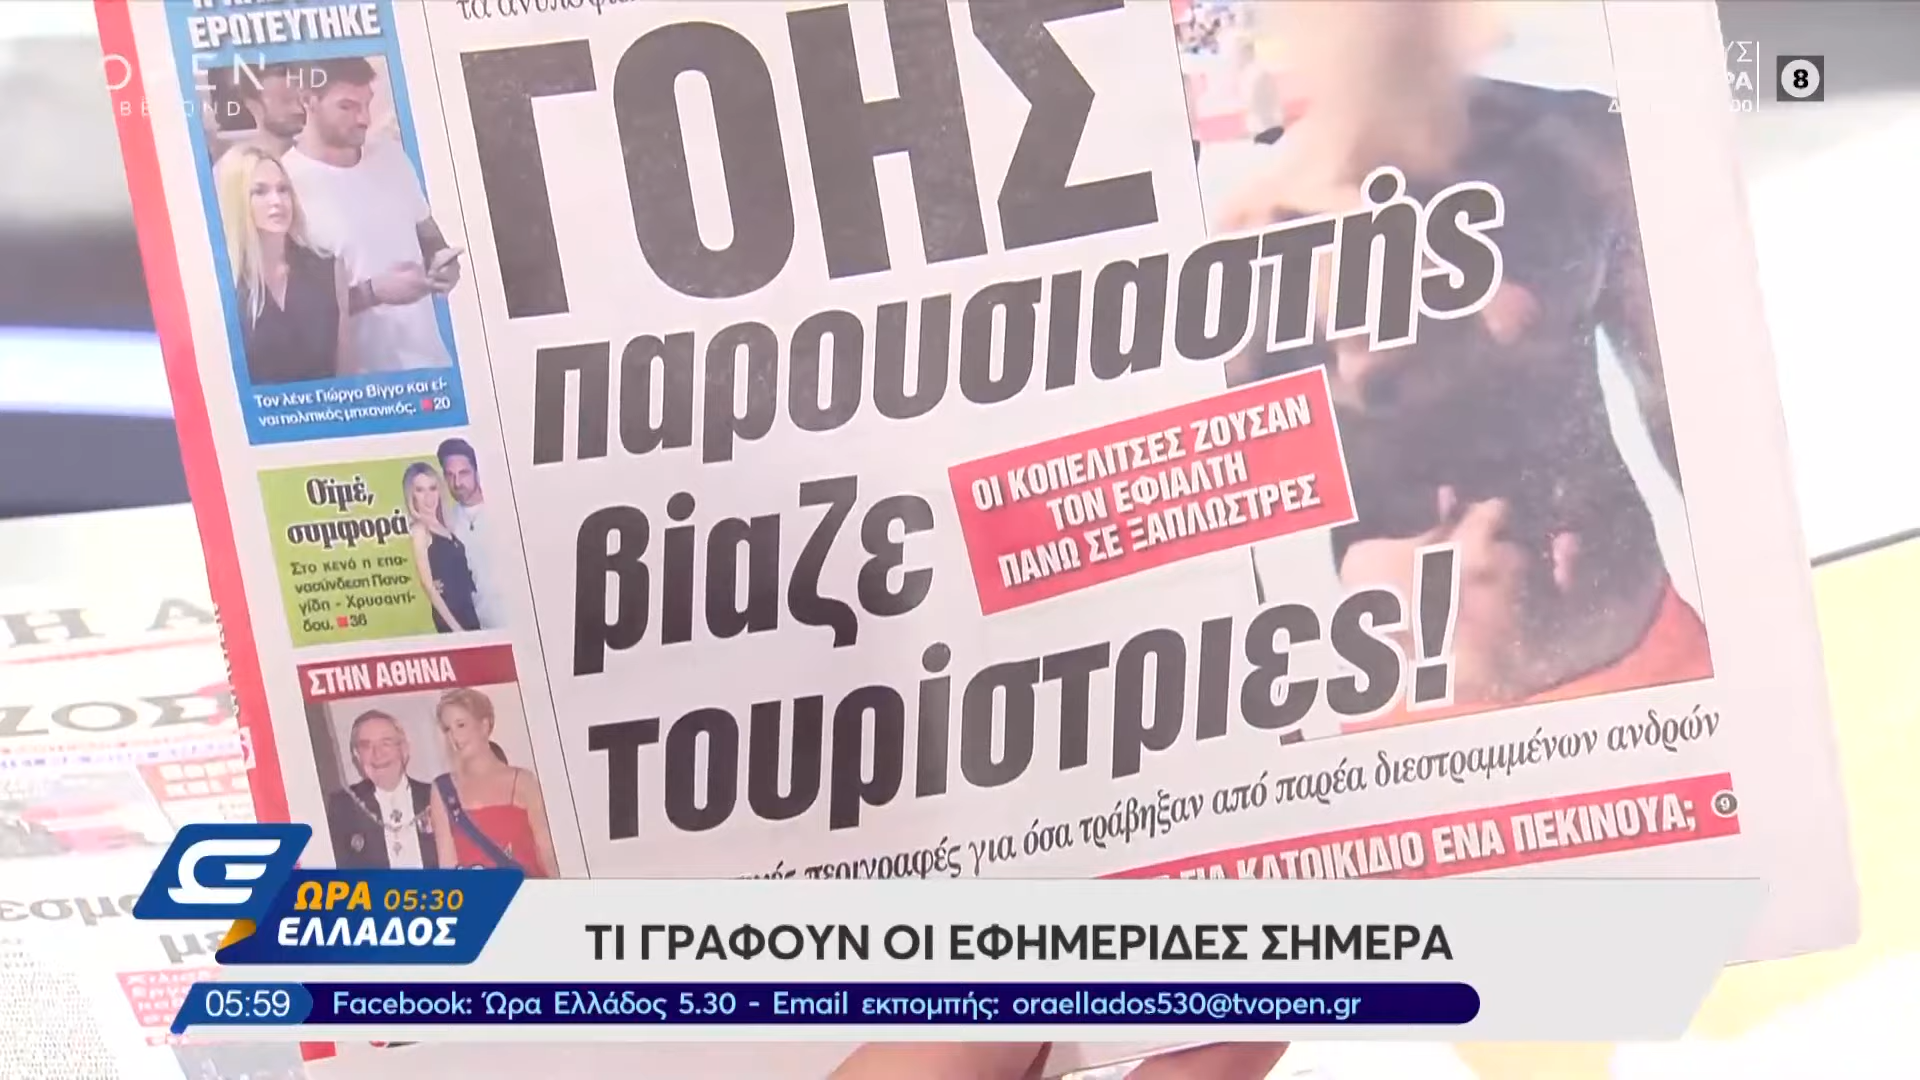 ΕΡΩΤΕΥΤΗΚΕ
OPEN HD
BEYOND
8
ΓΟΗΣ
παρουσιαστής
βίαζε
τουρίστριες!
ΟΙ ΚΟΠΕΛΙΤΣΕΣ ΖΟΥΣΑΝ
ΤΟΝ ΕΦΙΑΛΤΗ
ΠΑΝΩ ΣΕ ΞΑΠΛΩΣΤΡΕΣ
Τον λένε Γιώργο Βίγγο και εί-
ναι πολιτικός μηχανικός. 20
Οϊμέ,
συμφορά
Στο κενό η επα-
νασύνδεση Πανα-
γίδη - Χρυσαντί-
δου. 36
ΣΤΗΝ ΑΘΗΝΑ
περιγραφές για όσα τράβηξαν από παρέα διεστραμμένων ανδρών
ΓΙΑ ΚΑΤΟΙΚΙΔΙΟ ΕΝΑ ΠΕΚΙΝΟΥΑ; 9
ΩΡΑ 05:30
ΕΛΛΑΔΟΣ
ΤΙ ΓΡΑΦΟΥΝ ΟΙ ΕΦΗΜΕΡΙΔΕΣ ΣΗΜΕΡΑ
05:59 Facebook: Ώρα Ελλάδος 5.30 - Email εκπομπής: oraellados530@tvopen.gr